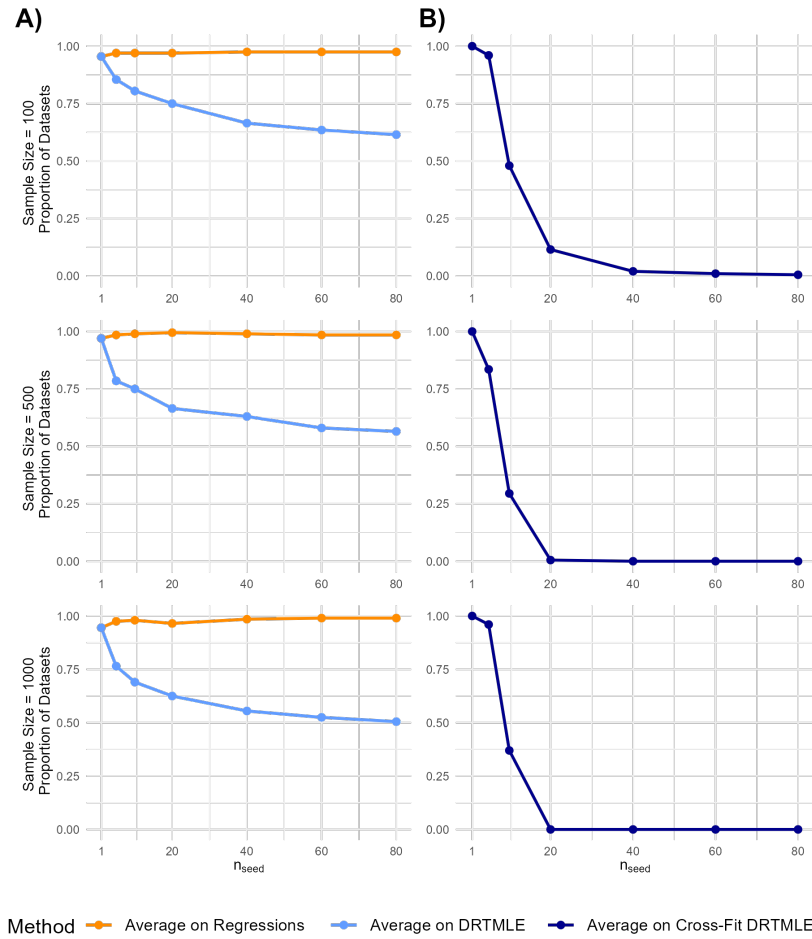 A)
B)
Sample Size = 100
Proportion of Datasets
1.00
0.75
0.50
0.25
0.00
1 20 40 60 80
1.00
0.75
0.50
0.25
0.00
1 20 40 60 80
Sample Size = 500
Proportion of Datasets
1.00
0.75
0.50
0.25
0.00
1 20 40 60 80
1.00
0.75
0.50
0.25
0.00
1 20 40 60 80
Sample Size = 1000
Proportion of Datasets
1.00
0.75
0.50
0.25
0.00
1 20 40 60 80
n_seed
1.00
0.75
0.50
0.25
0.00
1 20 40 60 80
n_seed
Method Average on Regressions Average on DRTMLE Average on Cross-Fit DRTMLE